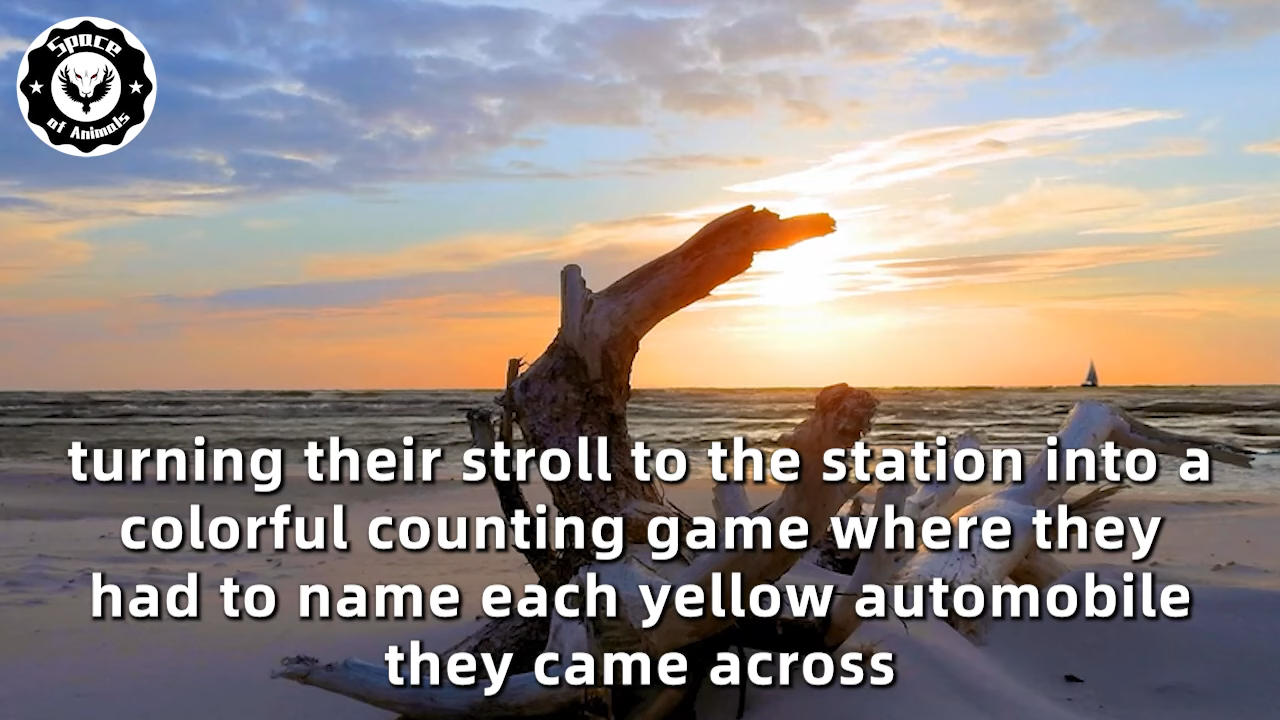 Space
of Animals
turning their stroll to the station into a
colorful counting game where they
had to name each yellow automobile
they came across